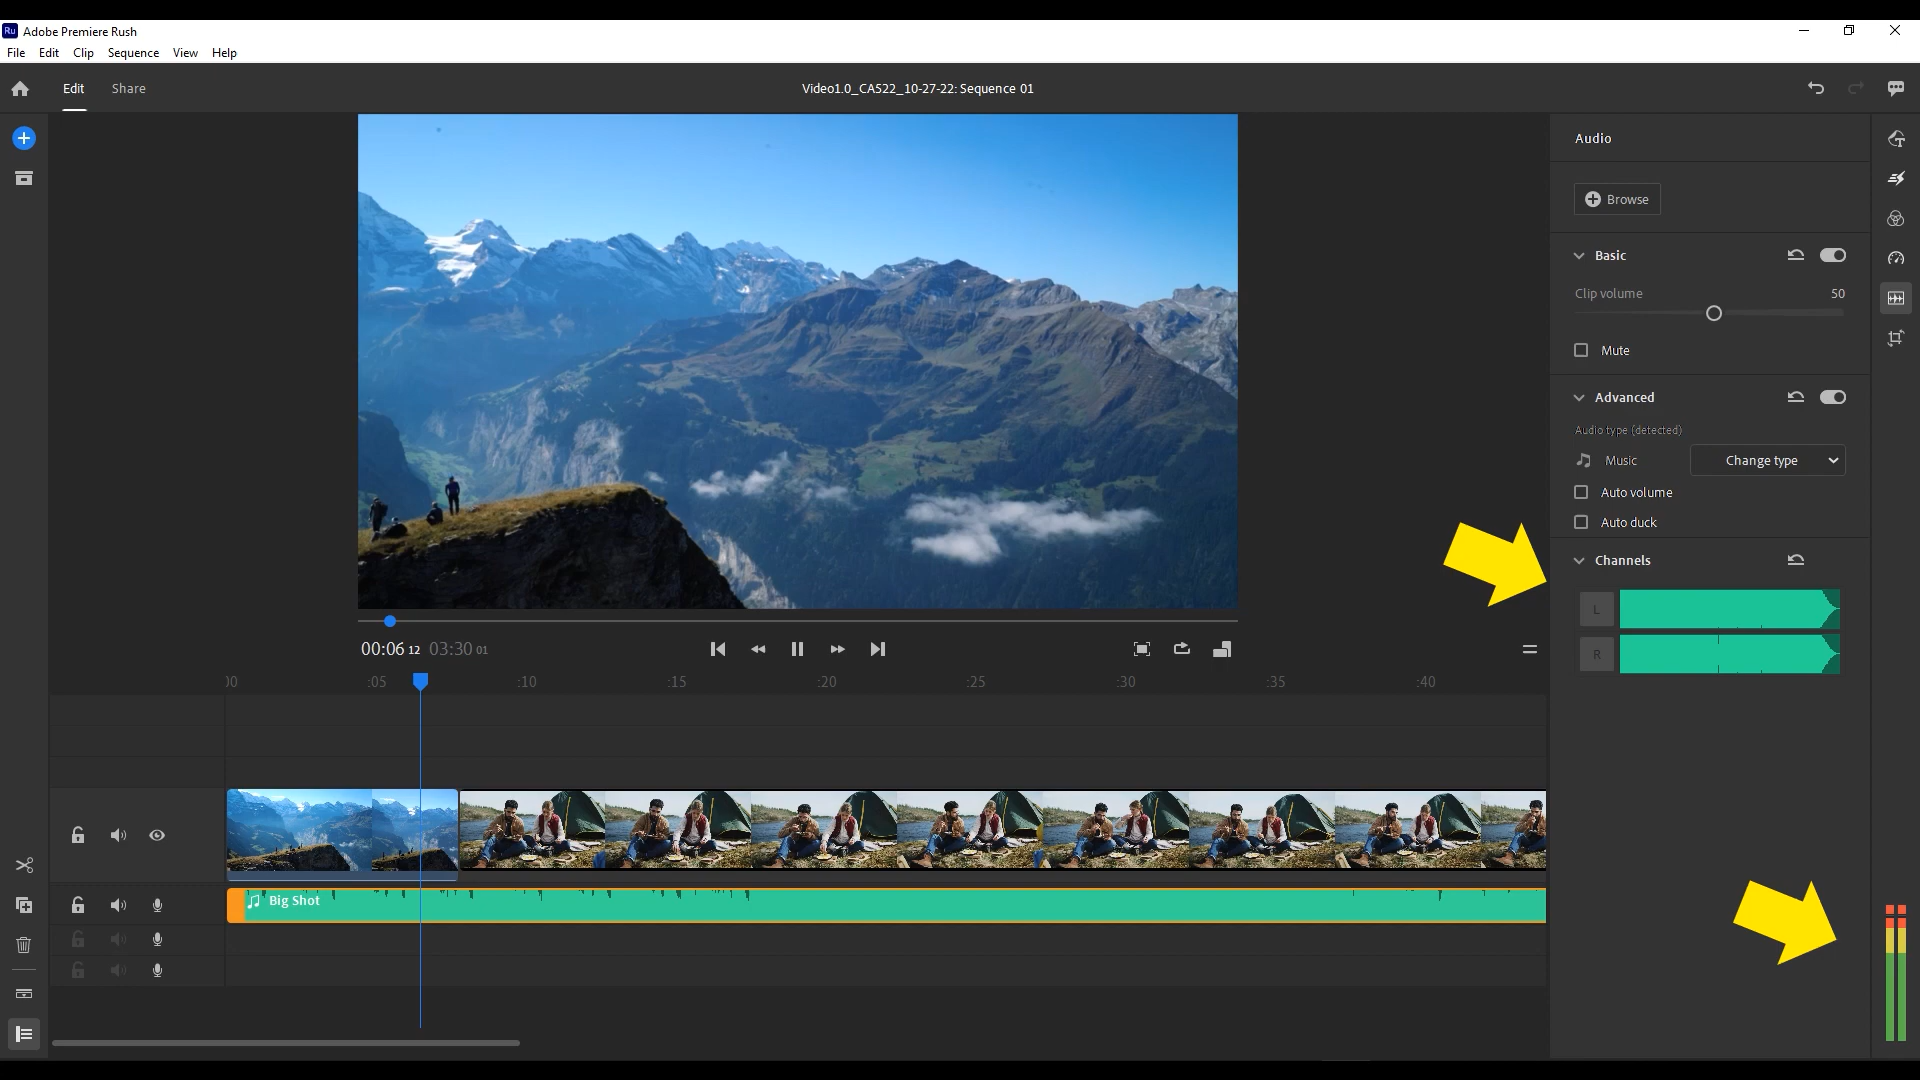 Ru Adobe Premiere Rush
File Edit Clip Sequence View Help
Edit Share Video1.0_CA522_10-27-22: Sequence 01
Audio
Browse
Basic
Clip volume 50
Mute
Advanced
Audio type (detected)
Music Change type
Auto volume
Auto duck
Channels
L
R
00:06 12 03:30 01
:00 :05 :10 :15 :20 :25 :30 :35 :40
Big Shot